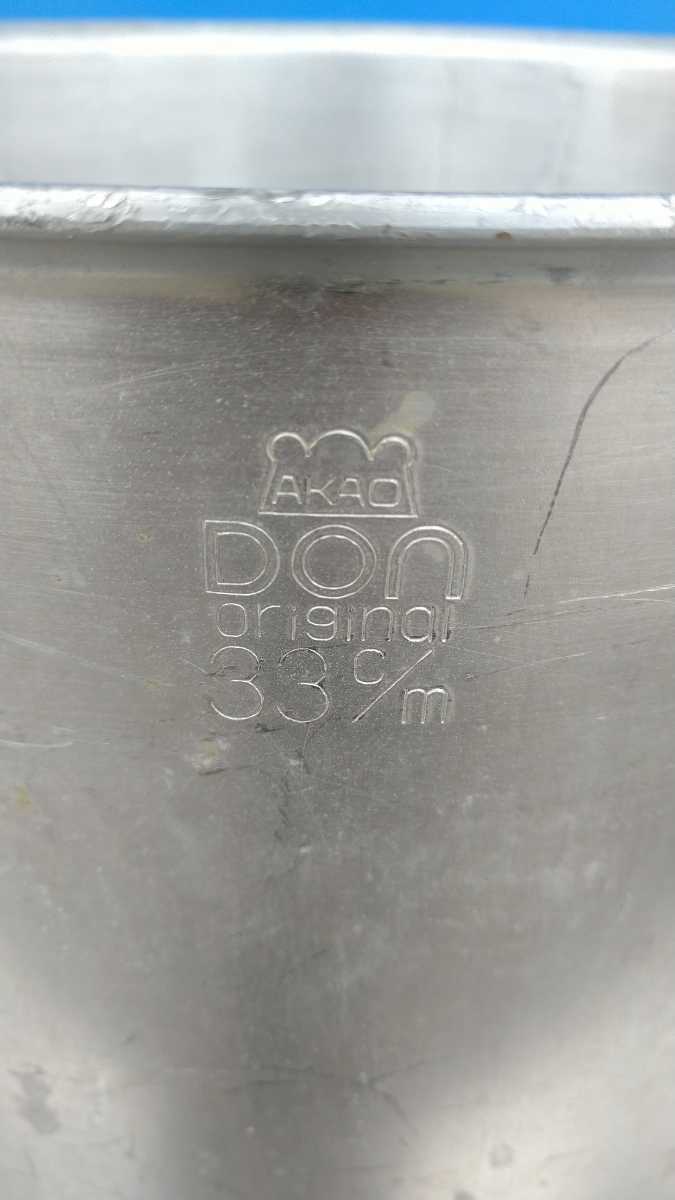 AKAO
DON
original
33 c/m